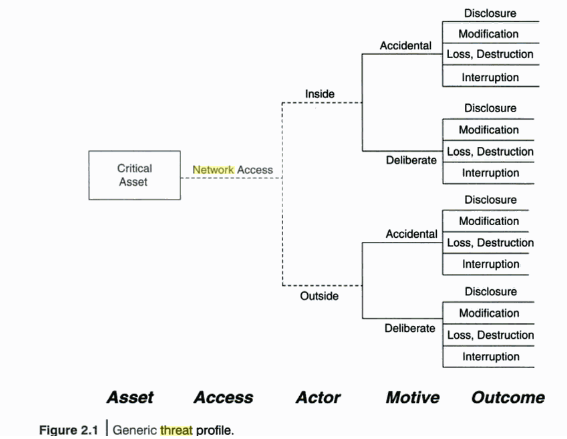 Disclosure
Modification
Accidental
Loss, Destruction
Interruption
Inside
Disclosure
Modification
Loss, Destruction
Deliberate
Interruption
Critical
Asset
Network Access
Disclosure
Modification
Accidental
Loss, Destruction
Interruption
Outside
Disclosure
Modification
Deliberate
Loss, Destruction
Interruption
Asset Access Actor Motive Outcome
Figure 2.1 Generic threat profile.